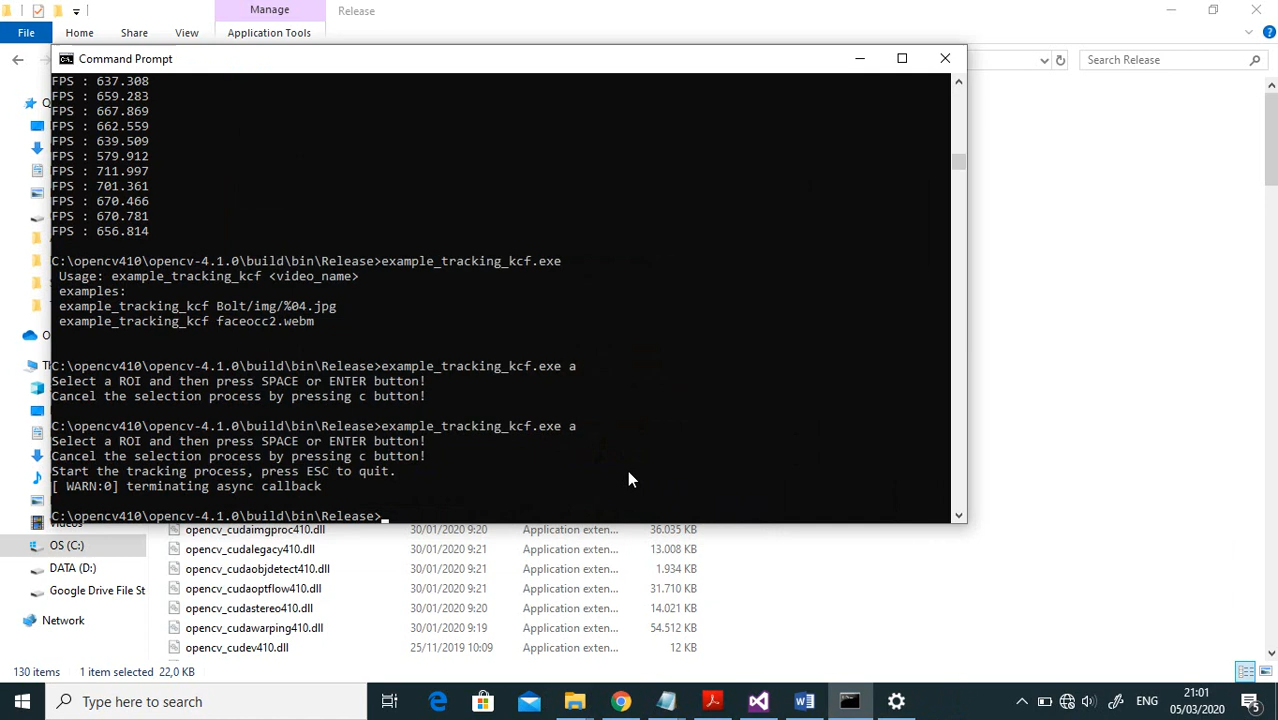 Manage
Release
File
Home
Share
View
Application Tools
Search Release
Command Prompt
FPS : 637.308
FPS : 659.283
FPS : 667.869
FPS : 662.559
FPS : 639.509
FPS : 579.912
FPS : 711.997
FPS : 701.361
FPS : 670.466
FPS : 670.781
FPS : 656.814
C:\opencv410\opencv-4.1.0\build\bin\Release>example_tracking_kcf.exe
Usage: example_tracking_kcf <video_name>
examples:
example_tracking_kcf Bolt/img/%04.jpg
example_tracking_kcf faceocc2.webm
C:\opencv410\opencv-4.1.0\build\bin\Release>example_tracking_kcf.exe a
Select a ROI and then press SPACE or ENTER button!
Cancel the selection process by pressing c button!
C:\opencv410\opencv-4.1.0\build\bin\Release>example_tracking_kcf.exe a
Select a ROI and then press SPACE or ENTER button!
Cancel the selection process by pressing c button!
Start the tracking process, press ESC to quit.
[ WARN:0] terminating async callback
C:\opencv410\opencv-4.1.0\build\bin\Release>
opencv_cudaimgproc410.dll 30/01/2020 9:20 Application exten... 36.035 KB
OS (C:) opencv_cudalegacy410.dll 30/01/2020 9:21 Application exten... 13.008 KB
DATA (D:) opencv_cudaobjdetect410.dll 30/01/2020 9:21 Application exten... 1.934 KB
Google Drive File St opencv_cudaoptflow410.dll 30/01/2020 9:21 Application exten... 31.710 KB
opencv_cudastereo410.dll 30/01/2020 9:20 Application exten... 14.021 KB
Network opencv_cudawarping410.dll 30/01/2020 9:19 Application exten... 54.512 KB
opencv_cudev410.dll 25/11/2019 10:09 Application exten... 12 KB
130 items 1 item selected 22,0 KB
Type here to search
ENG
21:01
05/03/2020
5